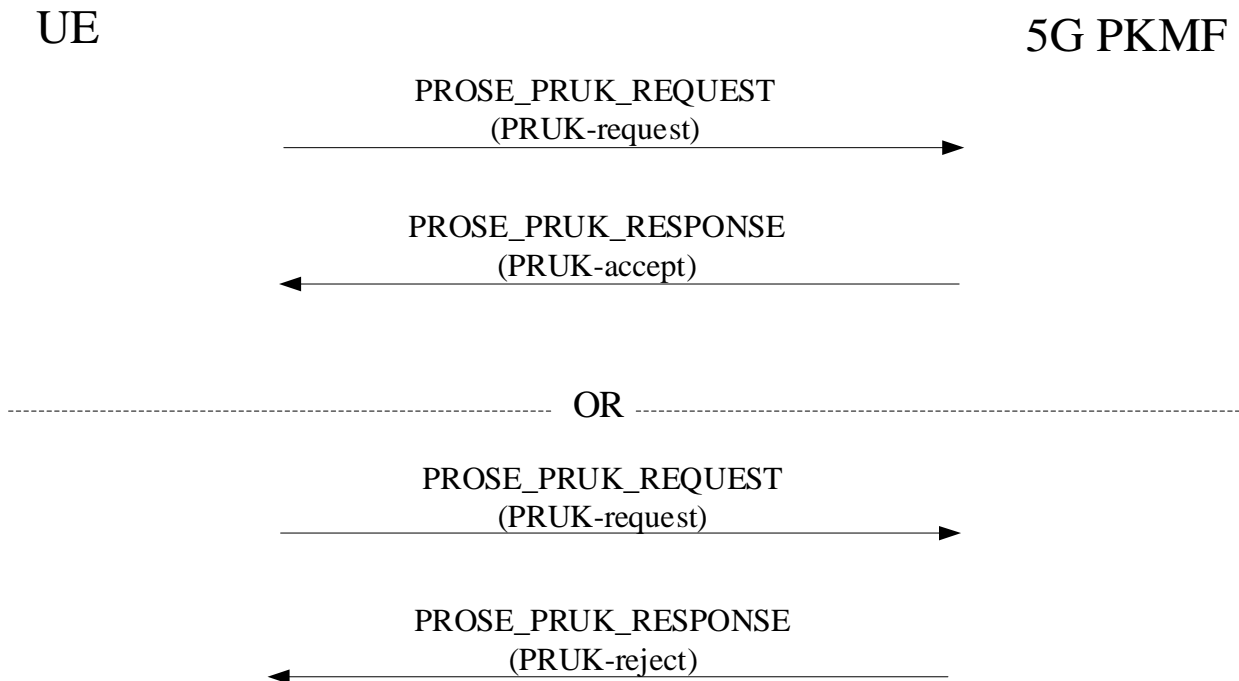 UE
5G PKMF
PROSE_PRUK_REQUEST
(PRUK-request)
PROSE_PRUK_RESPONSE
(PRUK-accept)
OR
PROSE_PRUK_REQUEST
(PRUK-request)
PROSE_PRUK_RESPONSE
(PRUK-reject)